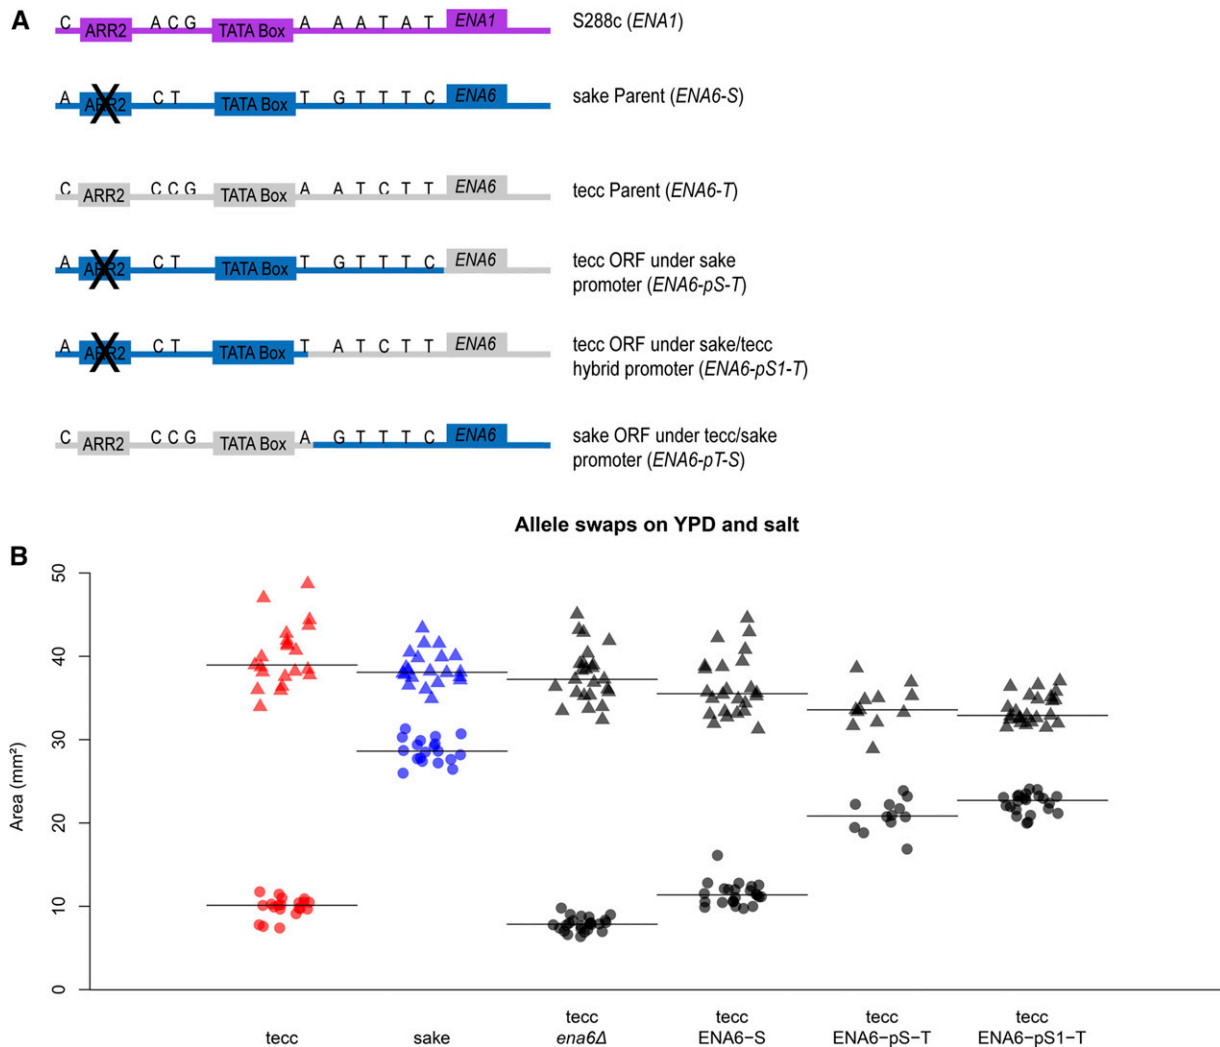 A
C ARR2 A C G TATA Box A A A T A T ENA1 S288c (ENA1)
A ARR2 C T TATA Box T G T T T C ENA6 sake Parent (ENA6-S)
C ARR2 C C G TATA Box A A T C T T ENA6 tecc Parent (ENA6-T)
A ARR2 C T TATA Box T G T T T C ENA6 tecc ORF under sake
promoter (ENA6-pS-T)
A ARR2 C T TATA Box T A T C T T ENA6 tecc ORF under sake/tecc
hybrid promoter (ENA6-pS1-T)
C ARR2 C C G TATA Box A G T T T C ENA6 sake ORF under tecc/sake
promoter (ENA6-pT-S)
Allele swaps on YPD and salt
B
Area (mm²)
50
40
30
20
10
0
tecc
sake
tecc
ena6Δ
tecc
ENA6−S
tecc
ENA6−pS−T
tecc
ENA6−pS1−T